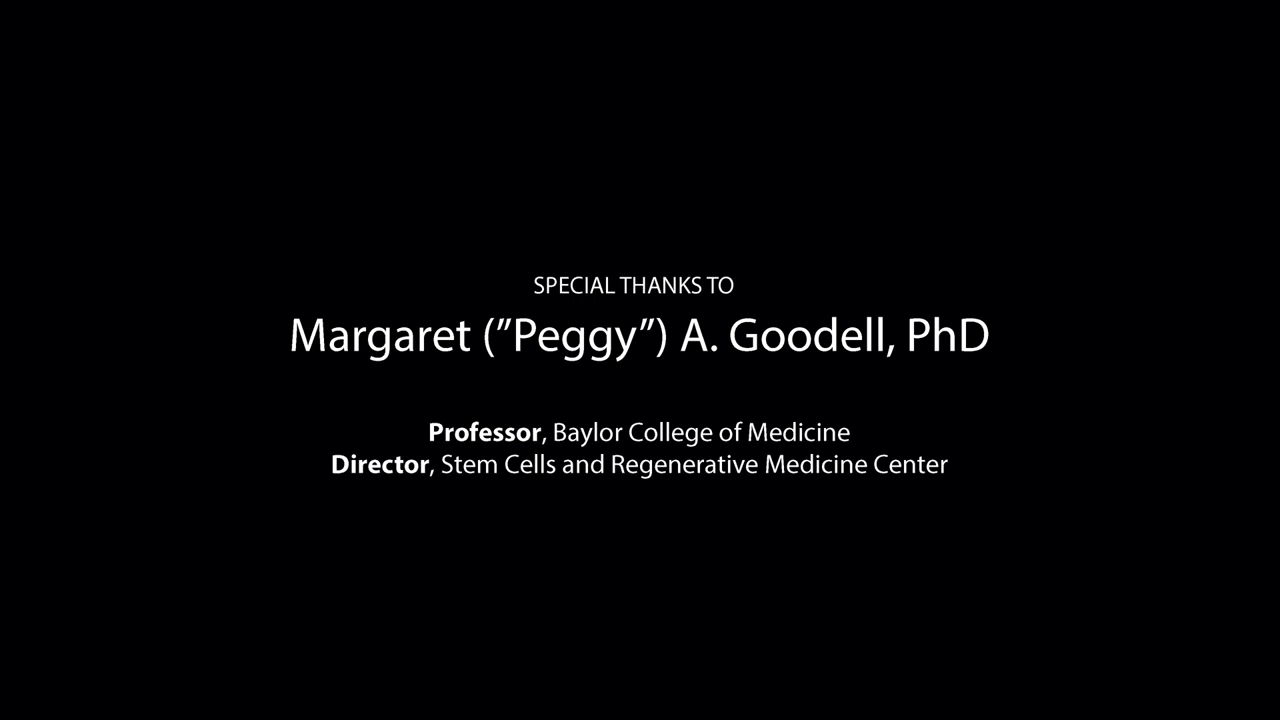 SPECIAL THANKS TO
Margaret (”Peggy”) A. Goodell, PhD
Professor, Baylor College of Medicine
Director, Stem Cells and Regenerative Medicine Center